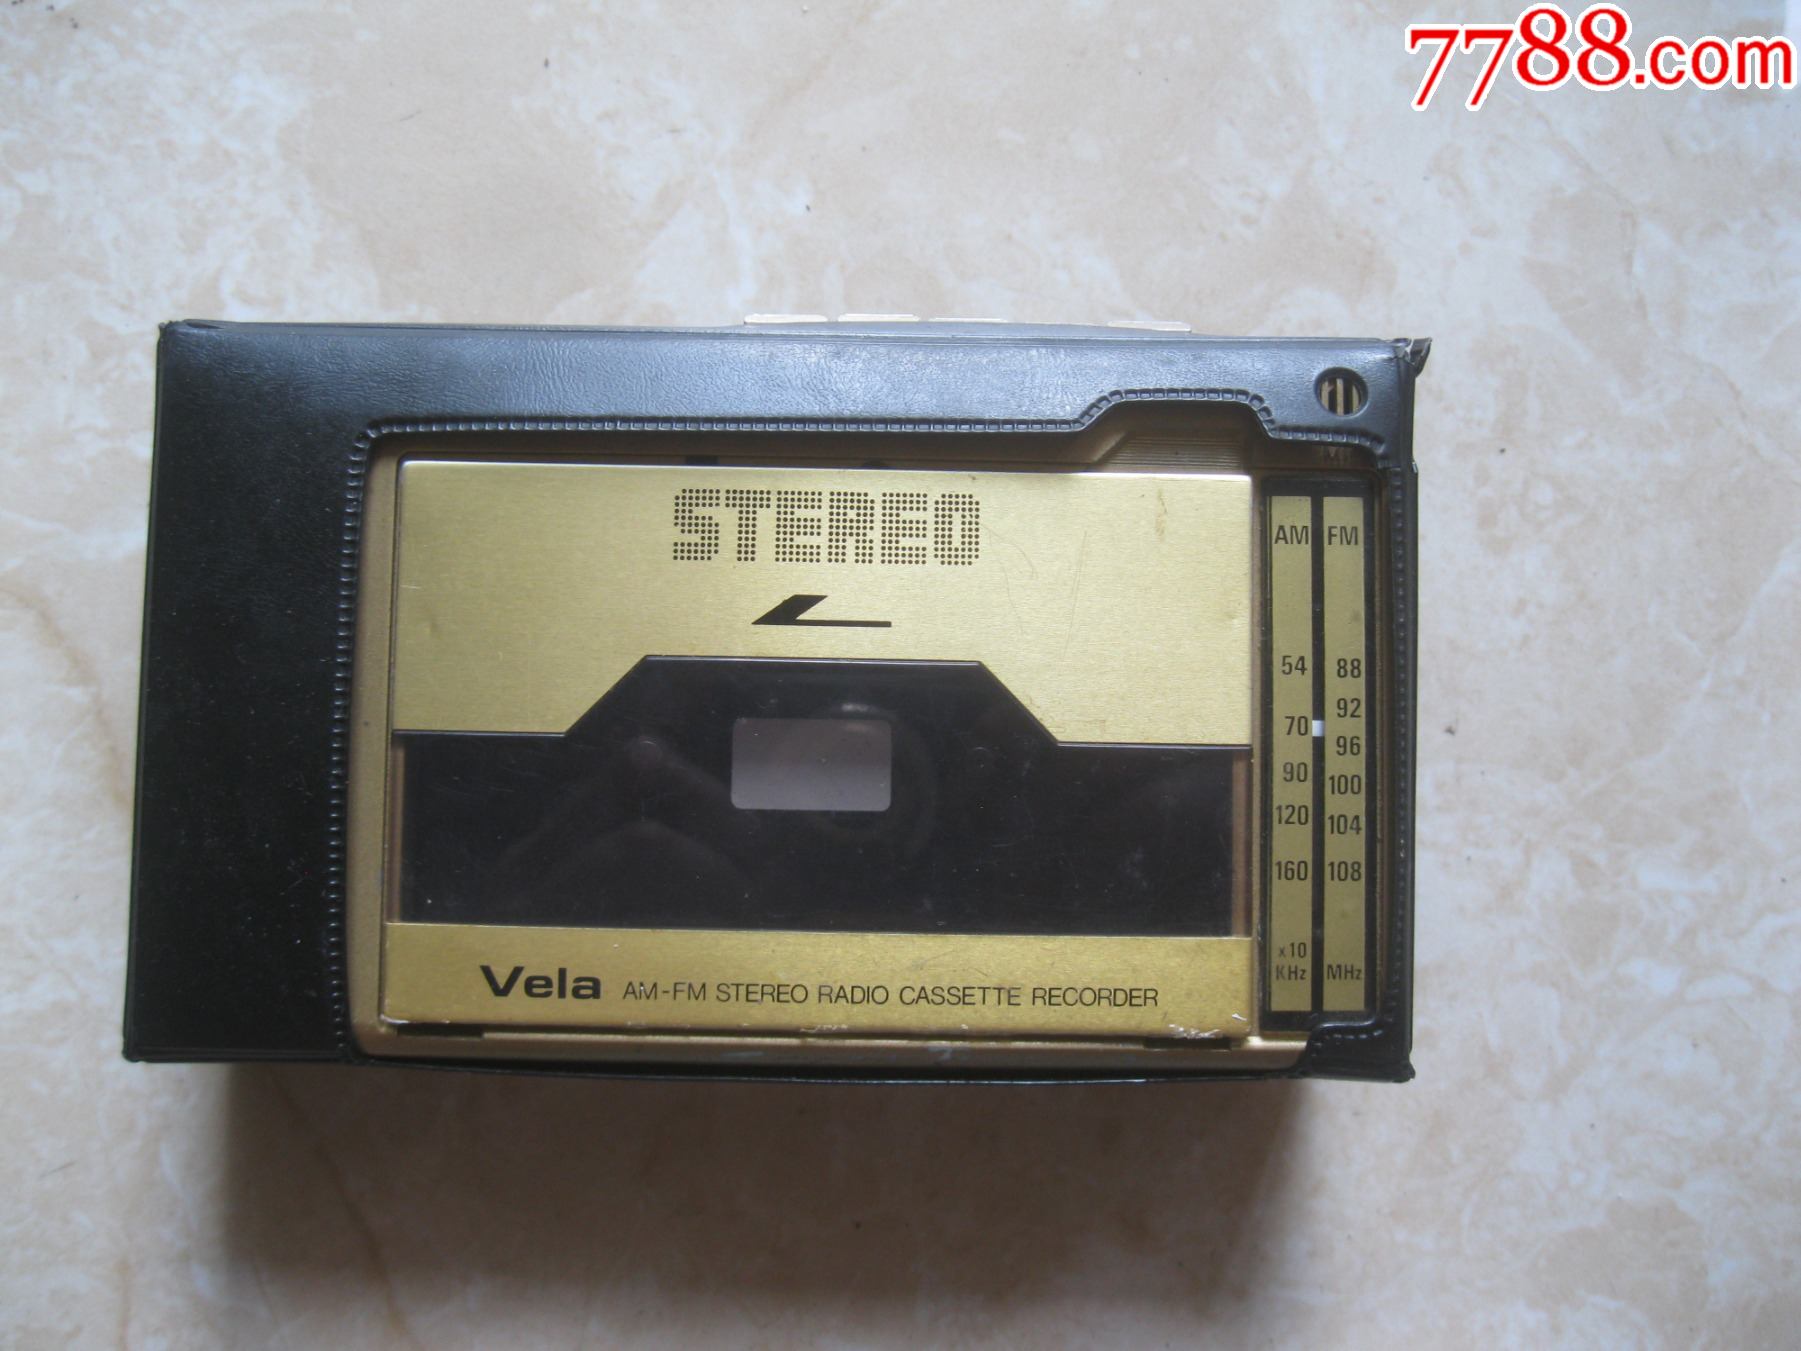 7788.com
STEREO
AM FM
54 88
92
70
96
90
100
120
104
160 108
x10
KHz MHz
Vela AM-FM STEREO RADIO CASSETTE RECORDER